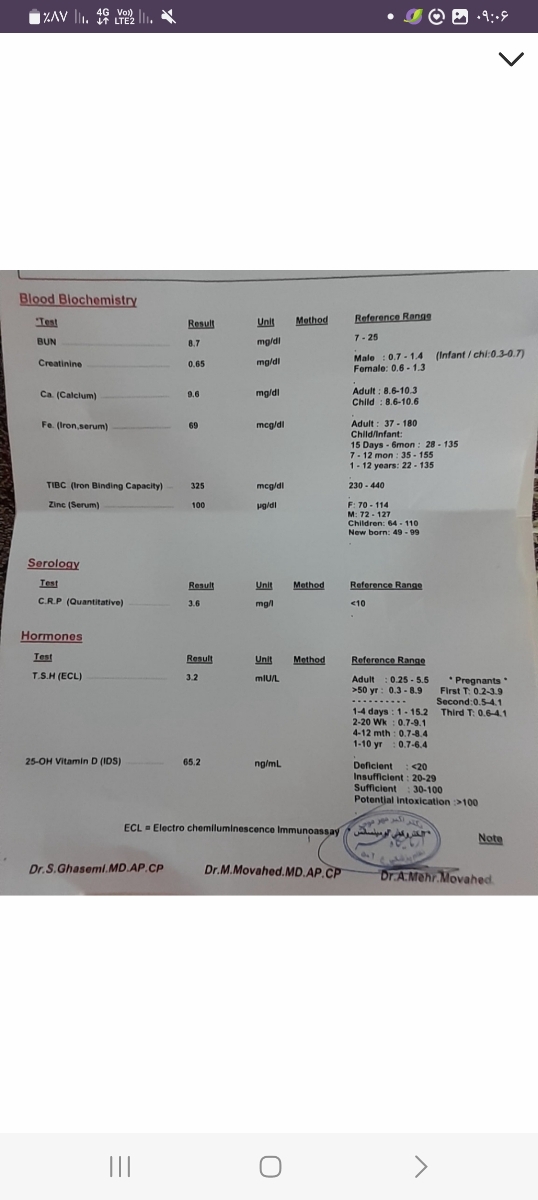 ٪۸۷ 4G Vo)) LTE2 ۰۹:۰۶
Blood Biochemistry
*Test Result Unit Method Reference Range
BUN 8.7 mg/dl 7 - 25
Creatinine 0.65 mg/dl Male : 0.7 - 1.4 (Infant / chi:0.3-0.7)
Female: 0.6 - 1.3
Ca. (Calcium) 9.6 mg/dl Adult : 8.6-10.3
Child : 8.6-10.6
Fe. (Iron,serum) 69 mcg/dl Adult : 37 - 180
Child/Infant:
15 Days - 6mon : 28 - 135
7 - 12 mon : 35 - 155
1 - 12 years: 22 - 135
TIBC (Iron Binding Capacity) 325 mcg/dl 230 - 440
Zinc (Serum) 100 µg/dl F: 70 - 114
M: 72 - 127
Children: 64 - 110
New born: 49 - 99
Serology
Test Result Unit Method Reference Range
C.R.P (Quantitative) 3.6 mg/l <10
Hormones
Test Result Unit Method Reference Range
T.S.H (ECL) 3.2 mIU/L Adult : 0.25 - 5.5 * Pregnants *
>50 yr : 0.3 - 8.9 First T: 0.2-3.9
---------- Second:0.5-4.1
1-4 days : 1 - 15.2 Third T: 0.6-4.1
2-20 Wk : 0.7-9.1
4-12 mth : 0.7-8.4
1-10 yr : 0.7-6.4
25-OH Vitamin D (IDS) 65.2 ng/mL Deficient : <20
Insufficient : 20-29
Sufficient : 30-100
Potential intoxication :>100
ECL = Electro chemiluminescence Immunoassay
Note
Dr.S.Ghasemi.MD.AP.CP Dr.M.Movahed.MD.AP.CP Dr.A.Mehr.Movahed.